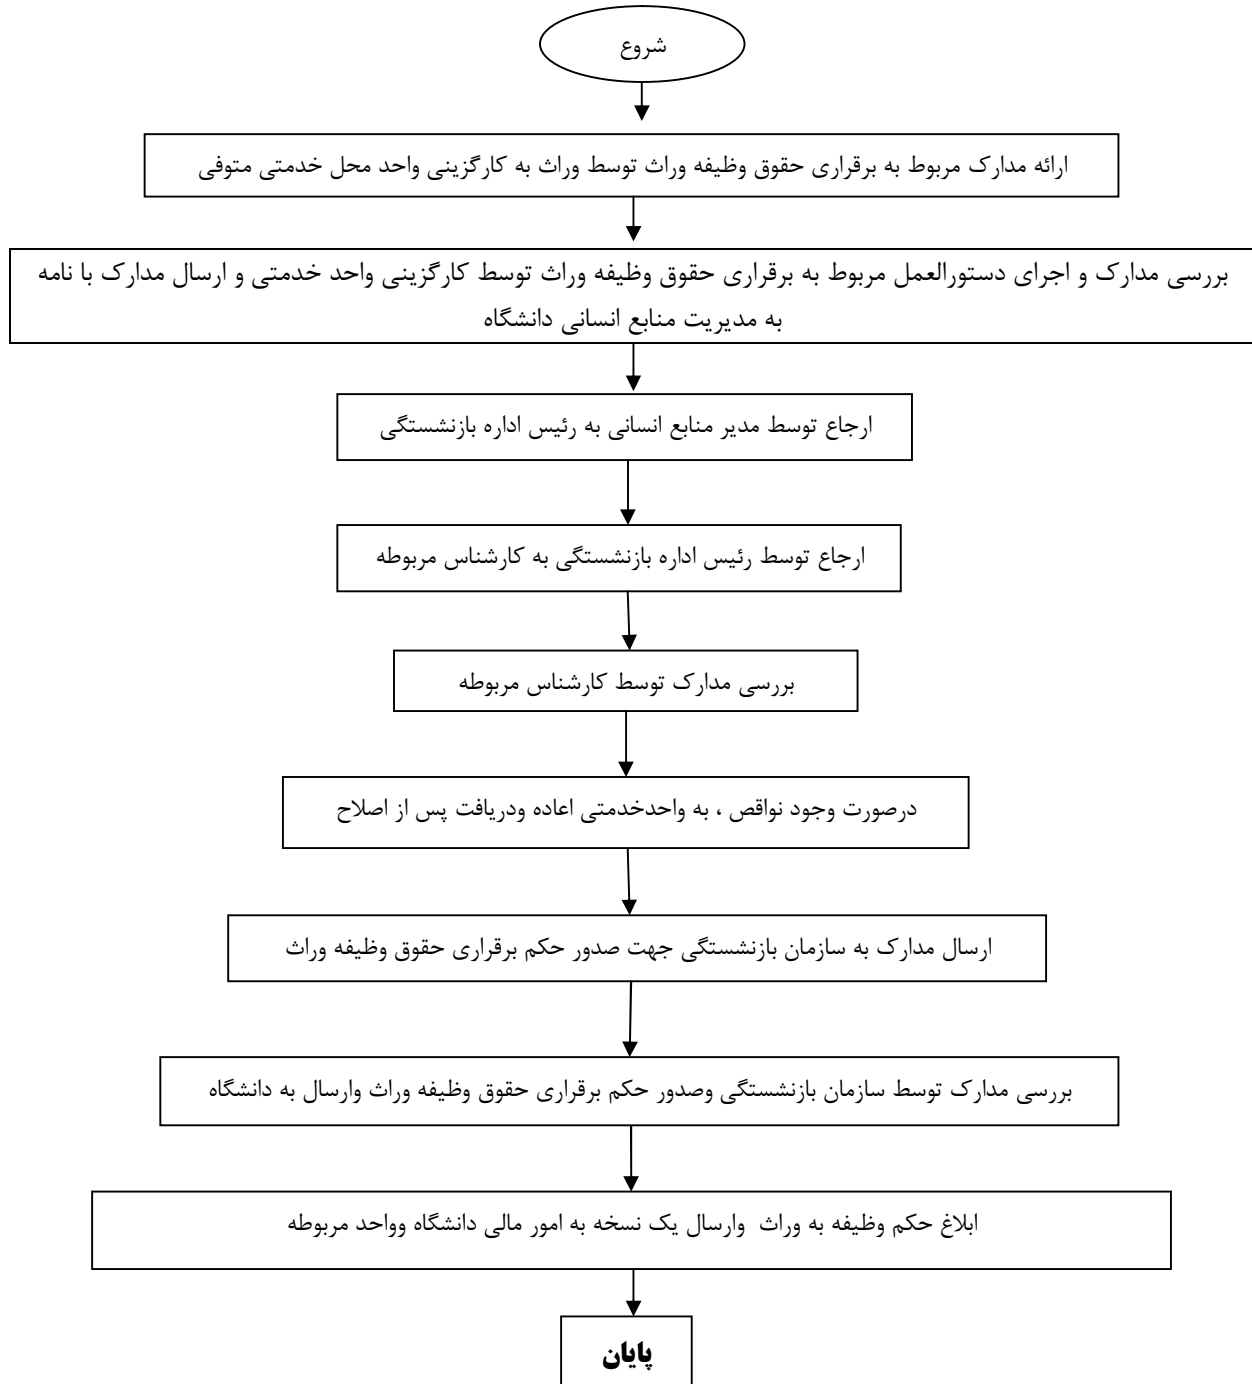 شروع
ارائه مدارک مربوط به برقراری حقوق وظیفه وراث توسط وراث به کارگزینی واحد محل خدمتی متوفی
بررسی مدارک و اجرای دستورالعمل مربوط به برقراری حقوق وظیفه وراث توسط کارگزینی واحد خدمتی و ارسال مدارک با نامه
به مدیریت منابع انسانی دانشگاه
ارجاع توسط مدیر منابع انسانی به رئیس اداره بازنشستگی
ارجاع توسط رئیس اداره بازنشستگی به کارشناس مربوطه
بررسی مدارک توسط کارشناس مربوطه
درصورت وجود نواقص ، به واحدخدمتی اعاده ودریافت پس از اصلاح
ارسال مدارک به سازمان بازنشستگی جهت صدور حکم برقراری حقوق وظیفه وراث
بررسی مدارک توسط سازمان بازنشستگی وصدور حکم برقراری حقوق وظیفه وراث وارسال به دانشگاه
ابلاغ حکم وظیفه به وراث وارسال یک نسخه به امور مالی دانشگاه وواحد مربوطه
پایان